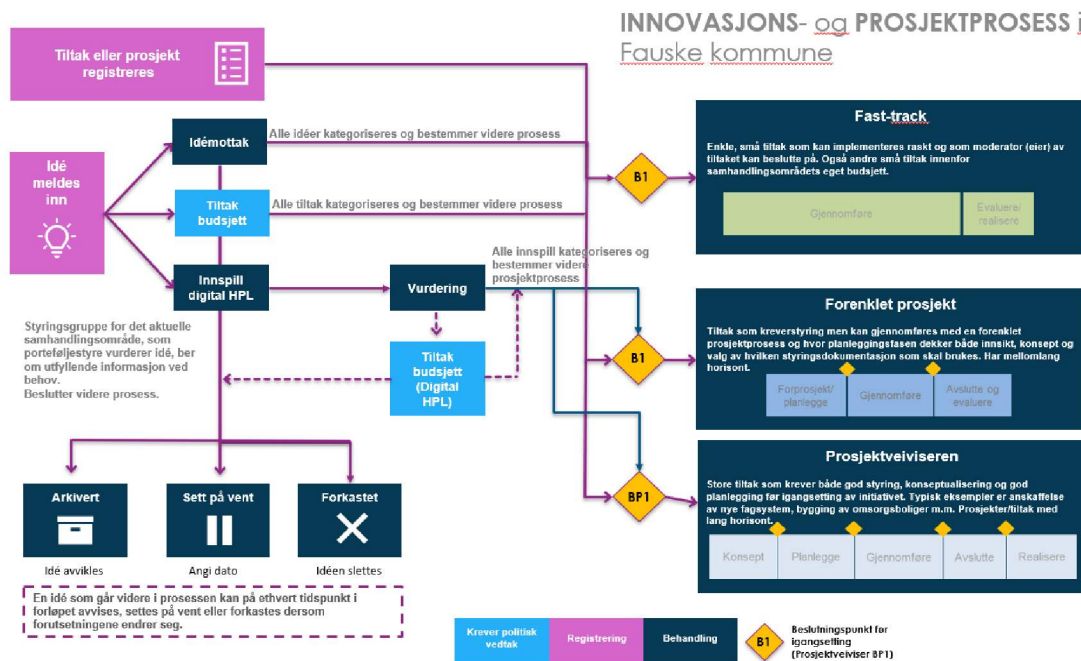 INNOVASJONS- og PROSJEKTPROSESS i
Fauske kommune
Tiltak eller prosjekt
registreres
Idé
meldes
inn
Idémottak
Alle idéer kategoriseres og bestemmer videre prosess
Tiltak
budsjett
Alle tiltak kategoriseres og bestemmer videre prosess
Innspill
digital HPL
Vurdering
Alle innspill kategoriseres og
bestemmer videre
prosjektprosess
Tiltak
budsjett
(Digital
HPL)
Styringsgruppe for det aktuelle
samhandlingsområde, som
porteføljestyre vurderer idé, ber
om utfyllende informasjon ved
behov.
Beslutter videre prosess.
Arkivert
Idé avvikles
Sett på vent
Angi dato
Forkastet
Idéen slettes
En idé som går videre i prosessen kan på ethvert tidspunkt i
forløpet avvises, settes på vent eller forkastes dersom
forutsetningene endrer seg.
B1
Fast-track
Enkle, små tiltak som kan implementeres raskt og som moderator (eier) av
tiltaket kan beslutte på. Også andre små tiltak innenfor
samhandlingsområdets eget budsjett.
Gjennomføre
Evaluere/
realisere
B1
Forenklet prosjekt
Tiltak som kreverstyring men kan gjennomføres med en forenklet
prosjektprosess og hvor planleggingsfasen dekker både innsikt, konsept og
valg av hvilken styringsdokumentasjon som skal brukes. Har mellomlang
horisont.
Forprosjekt/
planlegge
Gjennomføre
Avslutte og
evaluere
BP1
Prosjektveiviseren
Store tiltak som krever både god styring, konseptualisering og god
planlegging før igangsetting av initiativet. Typisk eksempler er anskaffelse
av nye fagsystem, bygging av omsorgsboliger m.m. Prosjekter/tiltak med
lang horisont.
Konsept
Planlegge
Gjennomføre
Avslutte
Realisere
Krever politisk
vedtak
Registrering
Behandling
B1
Beslutningspunkt før
igangsetting
(Prosjektveiviser BP1)